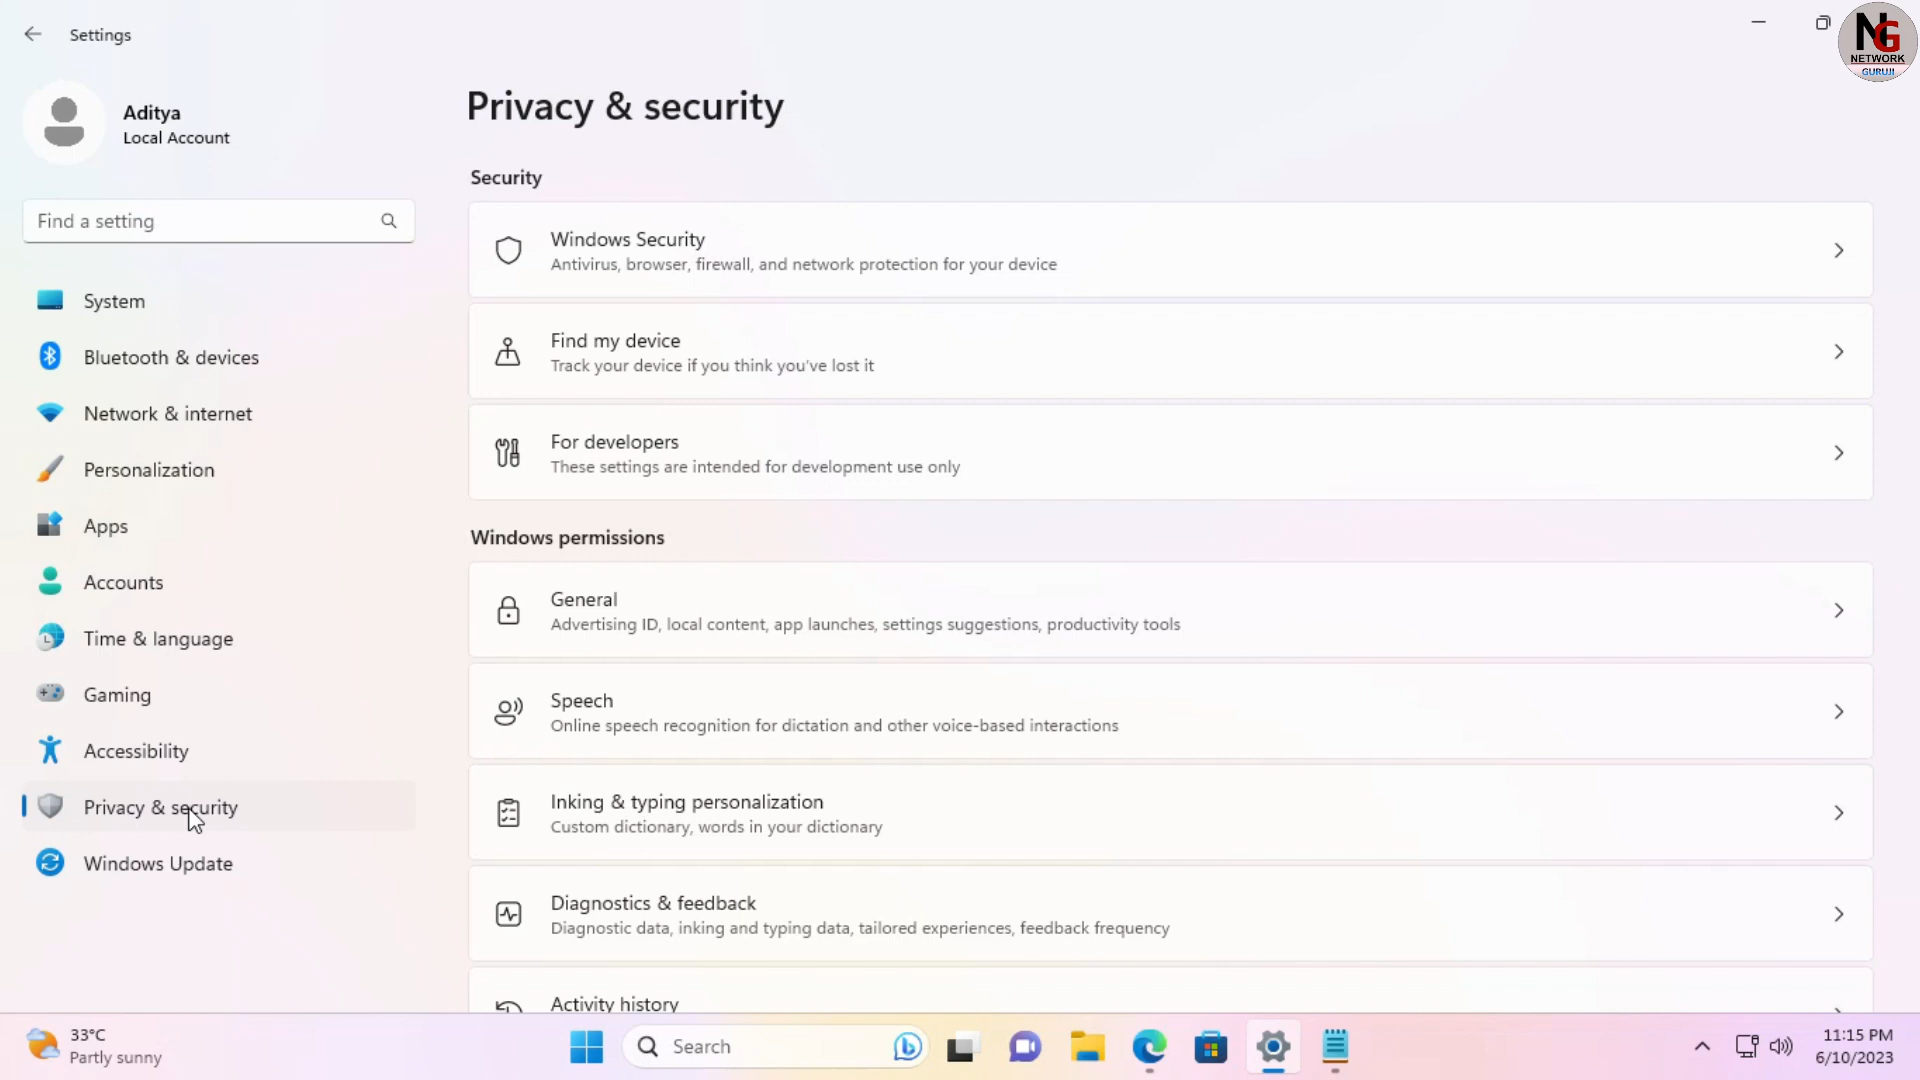 Settings
NG
NETWORK
GURUJI
Aditya
Local Account
Find a setting
System
Bluetooth & devices
Network & internet
Personalization
Apps
Accounts
Time & language
Gaming
Accessibility
Privacy & security
Windows Update
Privacy & security
Security
Windows Security
Antivirus, browser, firewall, and network protection for your device
Find my device
Track your device if you think you've lost it
For developers
These settings are intended for development use only
Windows permissions
General
Advertising ID, local content, app launches, settings suggestions, productivity tools
Speech
Online speech recognition for dictation and other voice-based interactions
Inking & typing personalization
Custom dictionary, words in your dictionary
Diagnostics & feedback
Diagnostic data, inking and typing data, tailored experiences, feedback frequency
Activity history
33°C
Partly sunny
Search
11:15 PM
6/10/2023